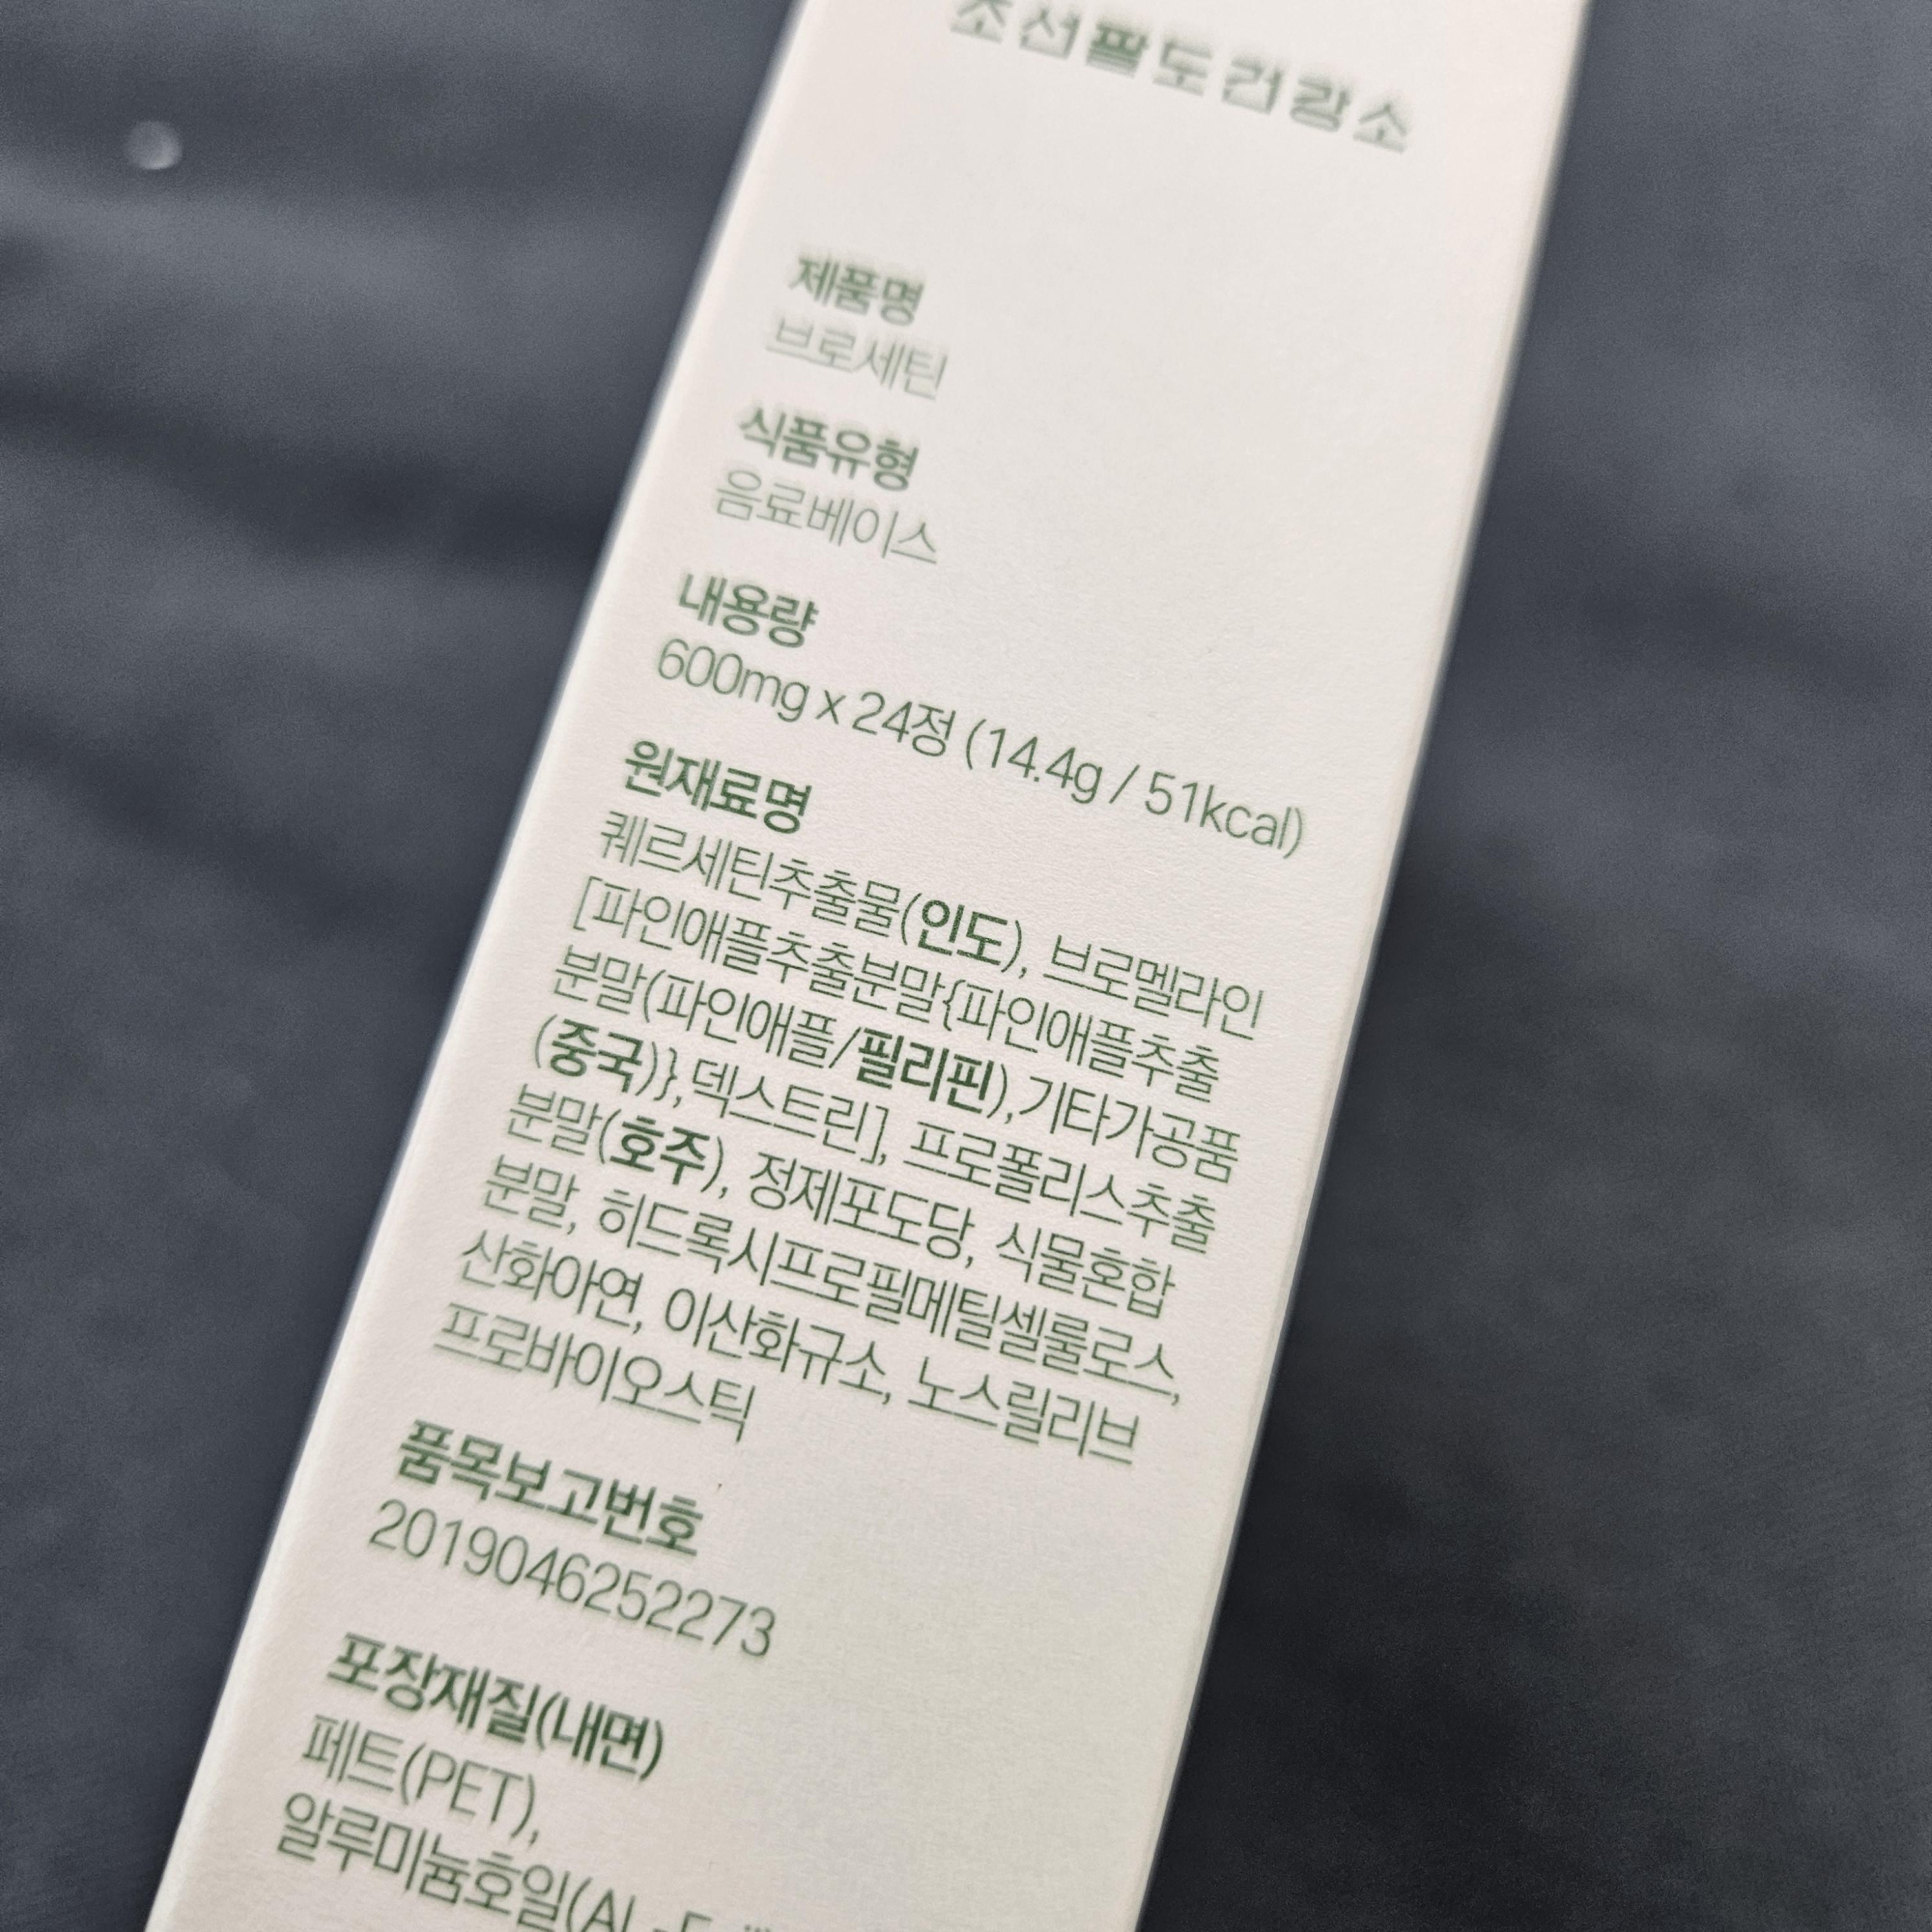 조선팔도건강소
제품명
브로세틴
식품유형
음료베이스
내용량
600mg x 24정 (14.4g / 51kcal)
원재료명
퀘르세틴추출물(인도), 브로멜라인
[파인애플추출분말{파인애플추출
분말(파인애플/필리핀),기타가공품
(중국)},덱스트린], 프로폴리스추출
분말(호주), 정제포도당, 식물혼합
분말, 히드록시프로필메틸셀룰로스,
산화아연, 이산화규소, 노스릴리브
프로바이오스틱
품목보고번호
2019046252273
포장재질(내면)
페트(PET),
알루미늄호일(AL-F